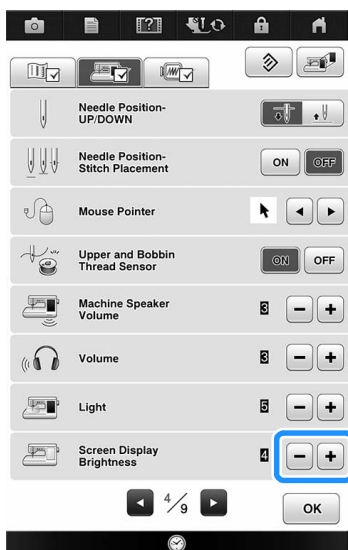 Needle Position-
UP/DOWN
Needle Position-
Stitch Placement
ON OFF
Mouse Pointer
Upper and Bobbin
Thread Sensor
ON OFF
Machine Speaker
Volume
3 - +
Volume
3 - +
Light
5 - +
Screen Display
Brightness
4 - +
4/9
OK